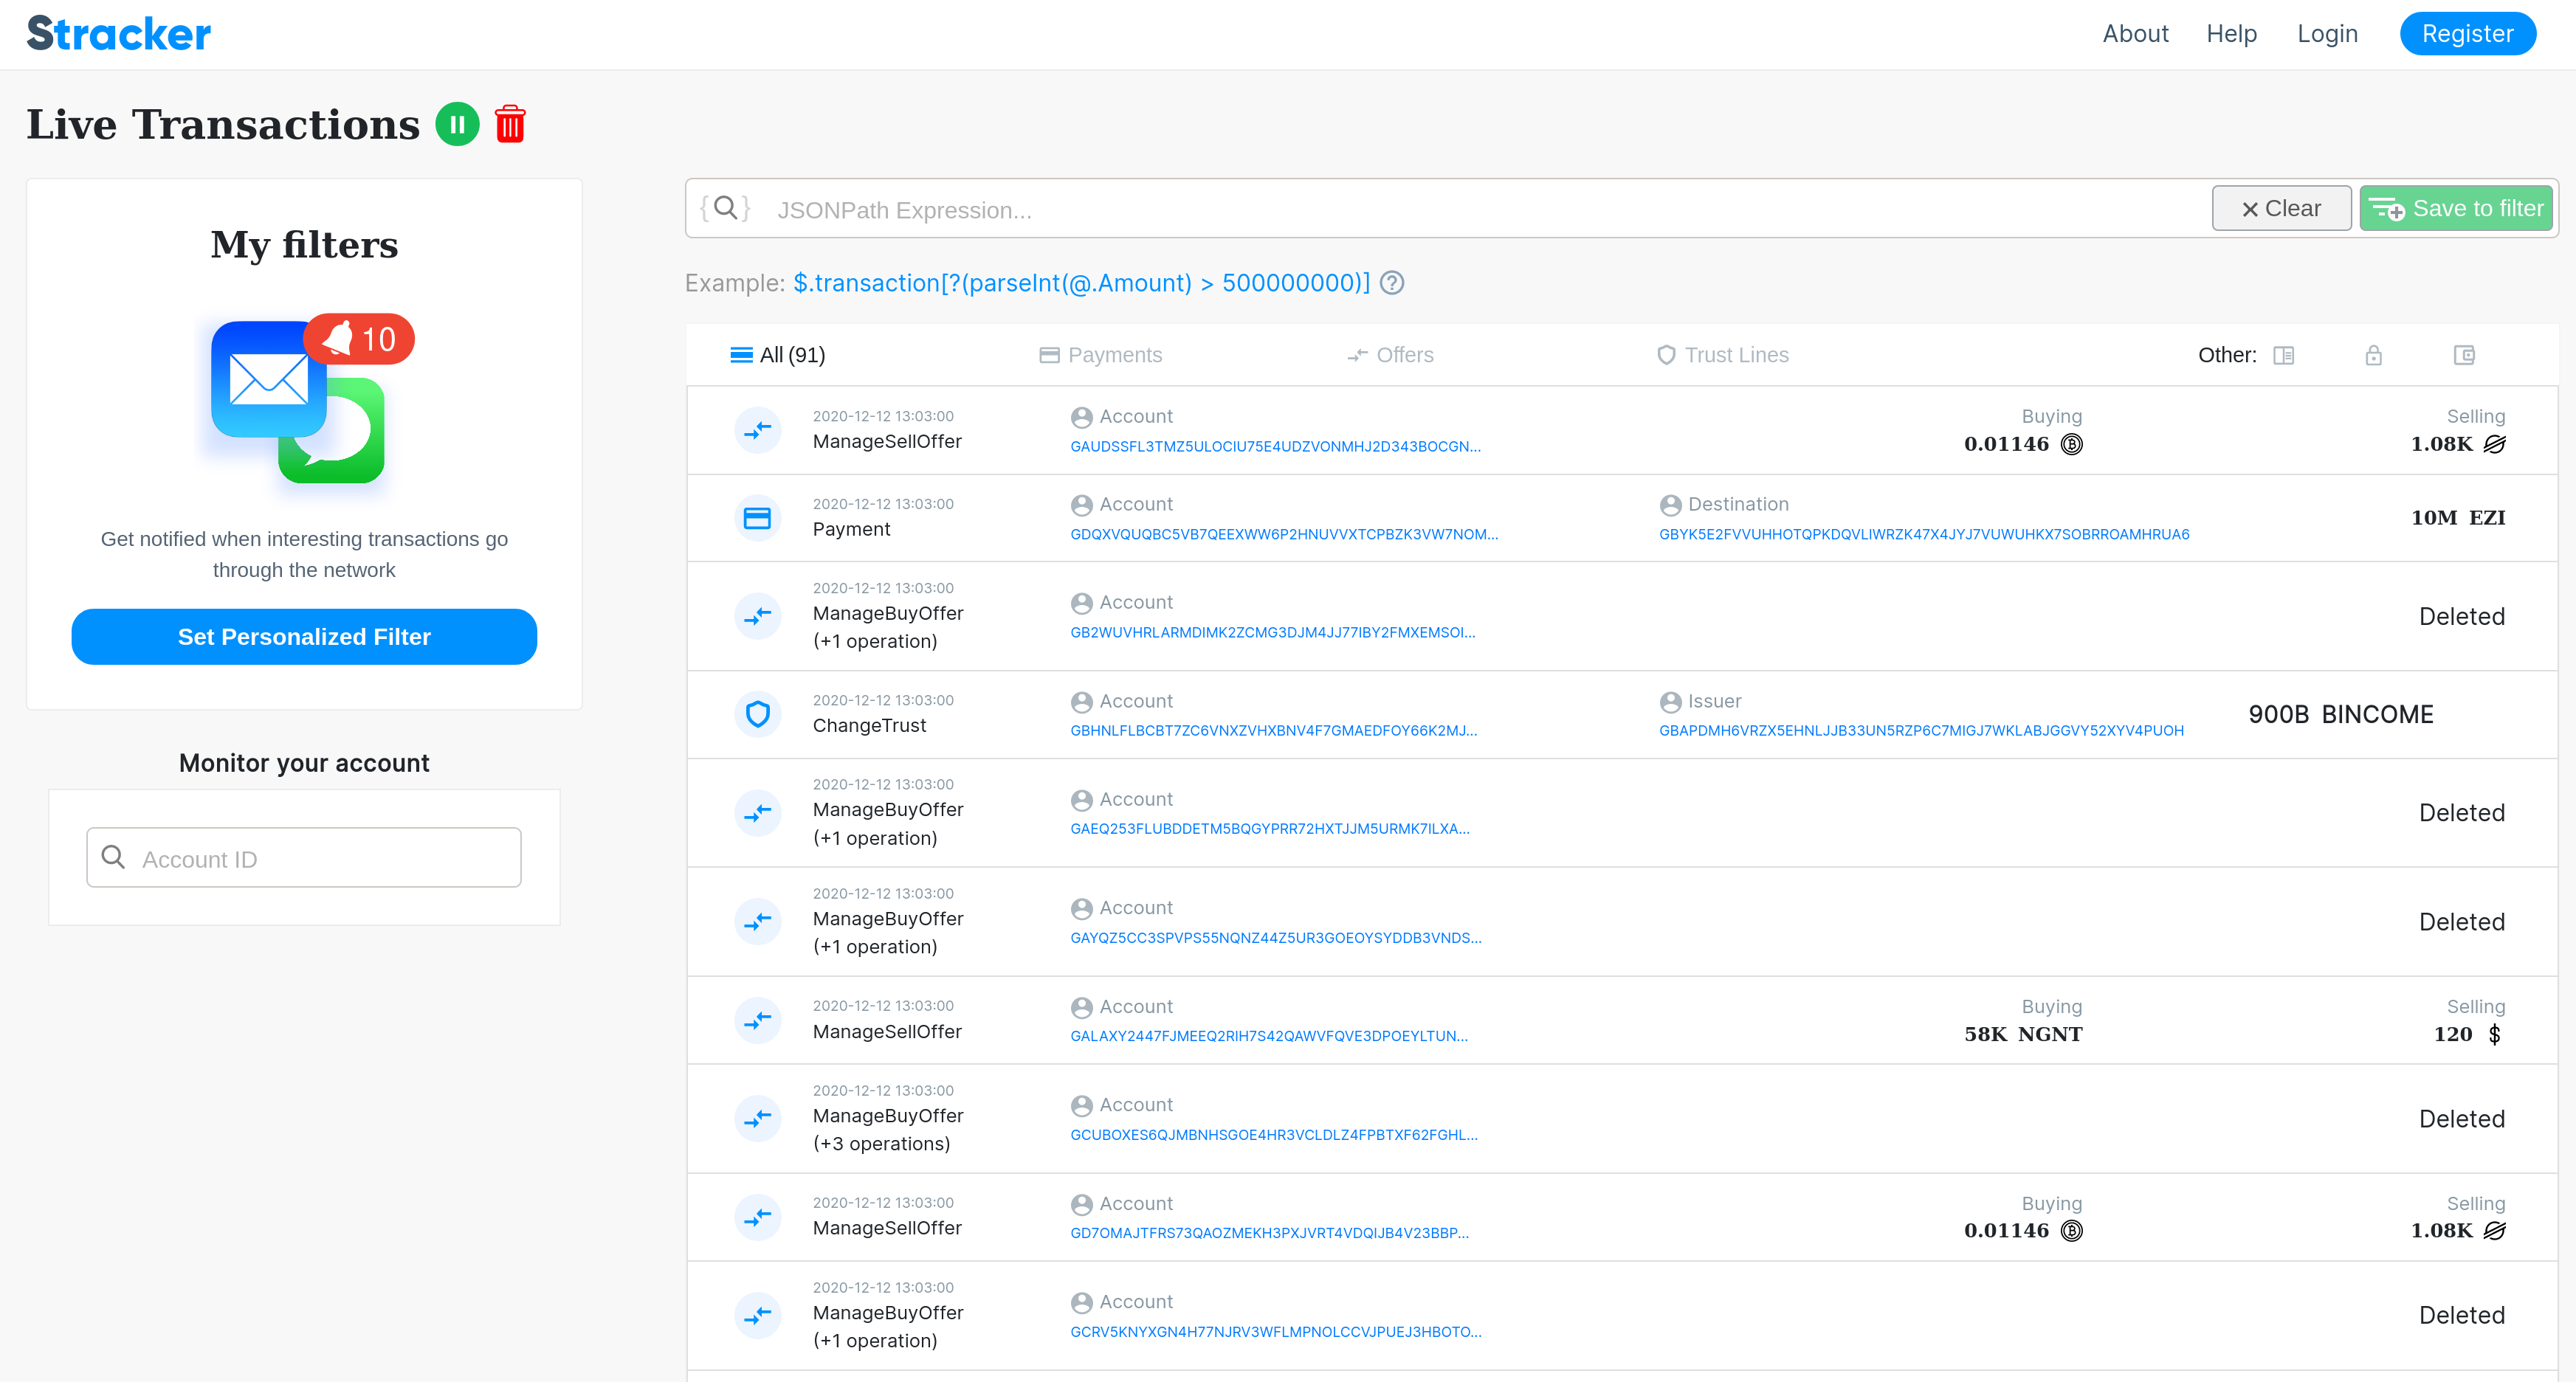 Stracker
About Help Login Register
Live Transactions
My filters
10
Get notified when interesting transactions go
through the network
Set Personalized Filter
Monitor your account
Account ID
{ } JSONPath Expression... Clear Save to filter
Example: $.transaction[?(parseInt(@.Amount) > 500000000)] ?
All (91) Payments Offers Trust Lines Other:
2020-12-12 13:03:00 Account Buying Selling
ManageSellOffer GAUDSSFL3TMZ5ULOCIU75E4UDZVONMHJ2D343BOCGN... 0.01146 1.08K
2020-12-12 13:03:00 Account Destination
Payment GDQXVQUQBC5VB7QEEXWW6P2HNUVVXTCPBZK3VW7NOM... GBYK5E2FVVUHHOTQPKDQVLIWRZK47X4JYJ7VUWUHKX7SOBRROAMHRUA6 10M EZI
2020-12-12 13:03:00 Account
ManageBuyOffer GB2WUVHRLARMDIMK2ZCMG3DJM4JJ77IBY2FMXEMSOI... Deleted
(+1 operation)
2020-12-12 13:03:00 Account Issuer
ChangeTrust GBHNLFLBCBT7ZC6VNXZVHXBNV4F7GMAEDFOY66K2MJ... GBAPDMH6VRZX5EHNLJJB33UN5RZP6C7MIGJ7WKLABJGGVY52XYV4PUOH 900B BINCOME
2020-12-12 13:03:00 Account
ManageBuyOffer GAEQ253FLUBDDETM5BQGYPRR72HXTJJM5URMK7ILXA... Deleted
(+1 operation)
2020-12-12 13:03:00 Account
ManageBuyOffer GAYQZ5CC3SPVPS55NQNZ44Z5UR3GOEOYSYDDB3VNDS... Deleted
(+1 operation)
2020-12-12 13:03:00 Account Buying Selling
ManageSellOffer GALAXY2447FJMEEQ2RIH7S42QAWVFQVE3DPOEYLTUN... 58K NGNT 120 $
2020-12-12 13:03:00 Account
ManageBuyOffer GCUBOXES6QJMBNHSGOE4HR3VCLDLZ4FPBTXF62FGHL... Deleted
(+3 operations)
2020-12-12 13:03:00 Account Buying Selling
ManageSellOffer GD7OMAJTFRS73QAOZMEKH3PXJVRT4VDQIJB4V23BBP... 0.01146 1.08K
2020-12-12 13:03:00 Account
ManageBuyOffer GCRV5KNYXGN4H77NJRV3WFLMPNOLCCVJPUEJ3HBOTO... Deleted
(+1 operation)